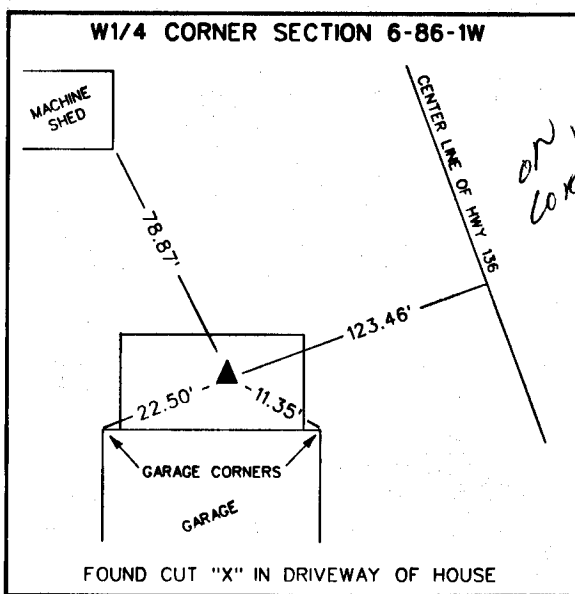 W1/4 CORNER SECTION 6-86-1W
MACHINE
SHED
CENTER LINE OF HWY 136
ON
78.87'
123.46'
22.50'
11.35'
GARAGE CORNERS
GARAGE
FOUND CUT "X" IN DRIVEWAY OF HOUSE